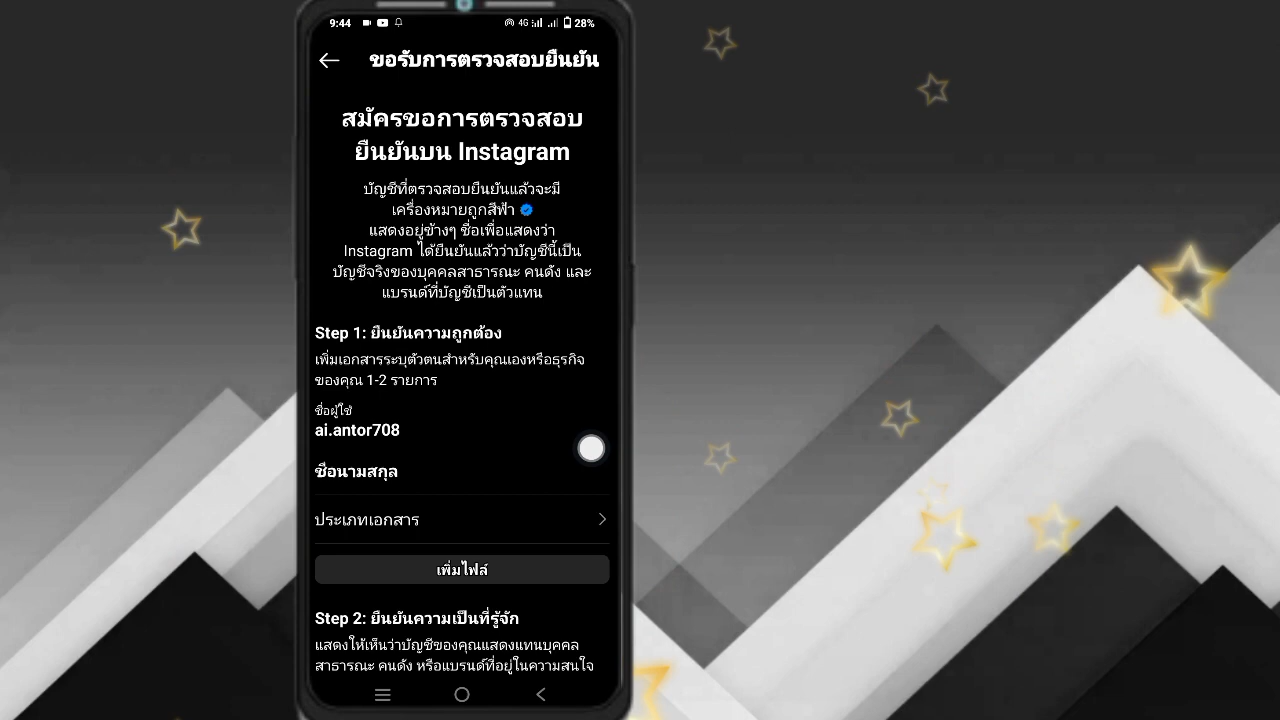 9:44 4G 28%
ขอรับการตรวจสอบยืนยัน
สมัครขอการตรวจสอบ
ยืนยันบน Instagram
บัญชีที่ตรวจสอบยืนยันแล้วจะมี
เครื่องหมายถูกสีฟ้า
แสดงอยู่ข้างๆ ชื่อเพื่อแสดงว่า
Instagram ได้ยืนยันแล้วว่าบัญชีนี้เป็น
บัญชีจริงของบุคคลสาธารณะ คนดัง และ
แบรนด์ที่บัญชีเป็นตัวแทน
Step 1: ยืนยันความถูกต้อง
เพิ่มเอกสารระบุตัวตนสำหรับคุณเองหรือธุรกิจ
ของคุณ 1-2 รายการ
ชื่อผู้ใช้
ai.antor708
ชื่อนามสกุล
ประเภทเอกสาร
เพิ่มไฟล์
Step 2: ยืนยันความเป็นที่รู้จัก
แสดงให้เห็นว่าบัญชีของคุณแสดงแทนบุคคล
สาธารณะ คนดัง หรือแบรนด์ที่อยู่ในความสนใจ